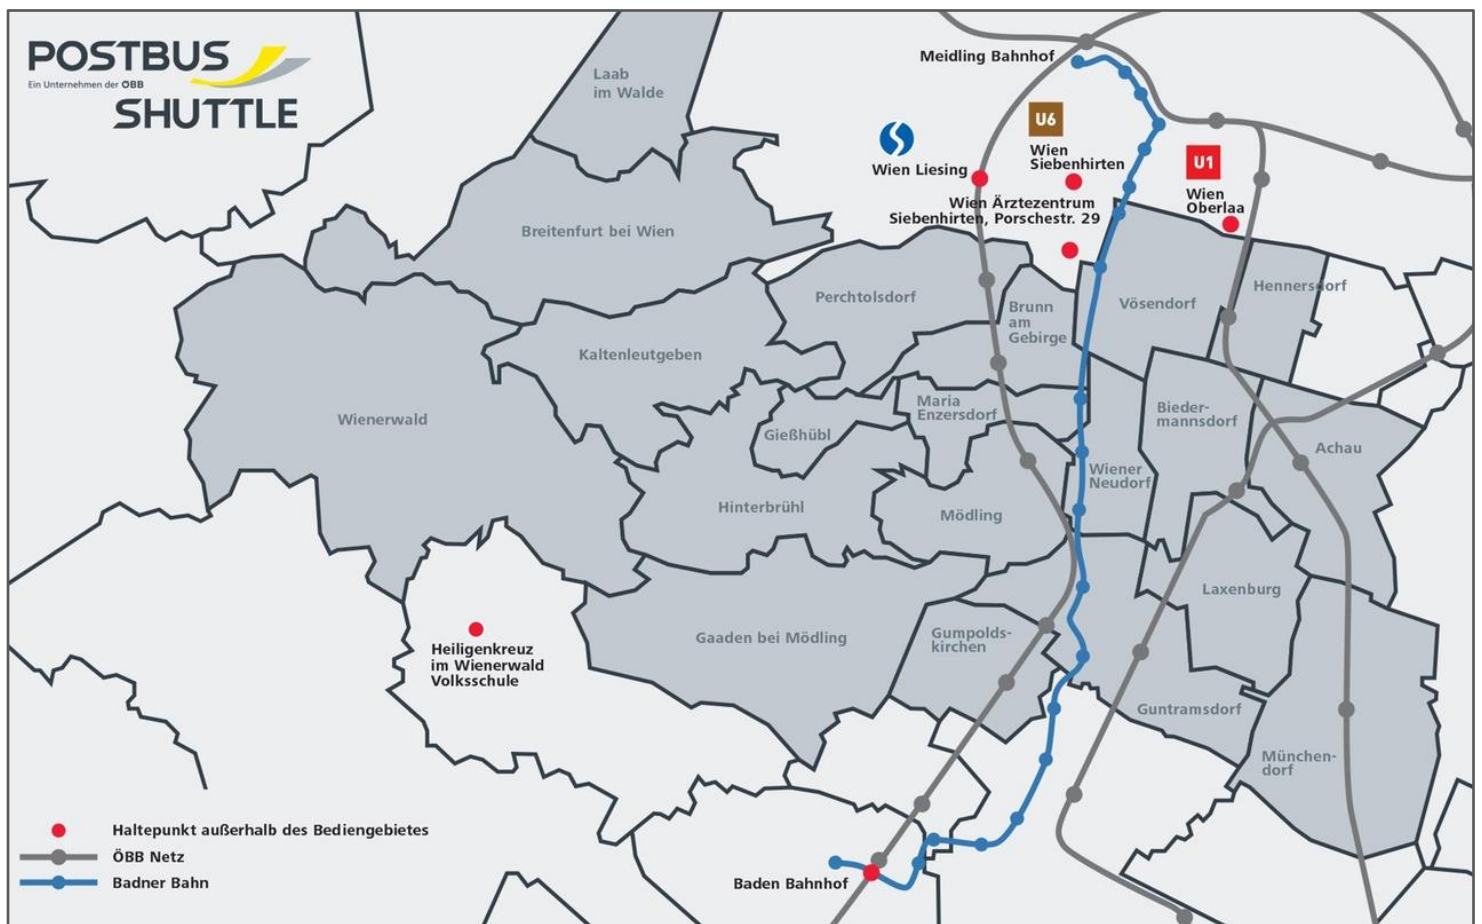 POSTBUS
Ein Unternehmen der ÖBB
SHUTTLE
Laab
im Walde
Meidling Bahnhof
U6
Wien
Siebenhirten
U1
Wien Liesing
Wien
Oberlaa
Wien Ärztezentrum
Siebenhirten, Porschestr. 29
Breitenfurt bei Wien
Perchtolsdorf
Brunn
am
Gebirge
Vösendorf
Hennersdorf
Kaltenleutgeben
Wienerwald
Maria
Enzersdorf
Gießhübl
Bieder-
mannsdorf
Achau
Wiener
Neudorf
Hinterbrühl
Mödling
Laxenburg
Gaaden bei Mödling
Gumpolds-
kirchen
Heiligenkreuz
im Wienerwald
Volksschule
Guntramsdorf
München-
dorf
Haltepunkt außerhalb des Bediengebietes
ÖBB Netz
Badner Bahn
Baden Bahnhof